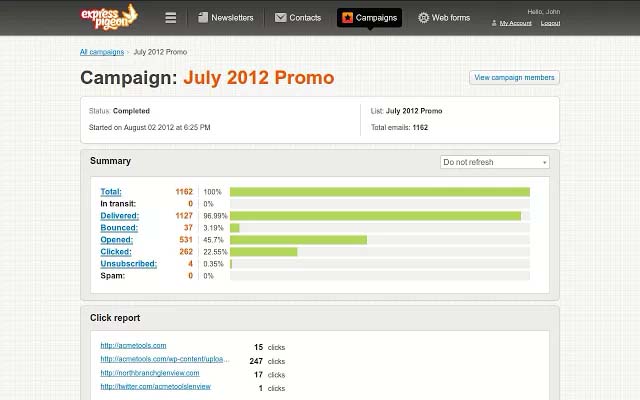 express pigeon
Newsletters
Contacts
Campaigns
Web forms
Hello, John
My Account
Logout
All campaigns
July 2012 Promo
Campaign: July 2012 Promo
View campaign members
Status: Completed
Started on August 02 2012 at 6:25 PM
List: July 2012 Promo
Total emails: 1162
Summary
Do not refresh
Total: 1162 100%
In transit: 0 0%
Delivered: 1127 96.99%
Bounced: 37 3.19%
Opened: 531 45.7%
Clicked: 262 22.55%
Unsubscribed: 4 0.35%
Spam: 0 0%
Click report
http://acmetools.com 15 clicks
http://acmetools.com/wp-content/uploa... 247 clicks
http://northbranchglenview.com 17 clicks
http://twitter.com/acmetoolslenview 1 clicks